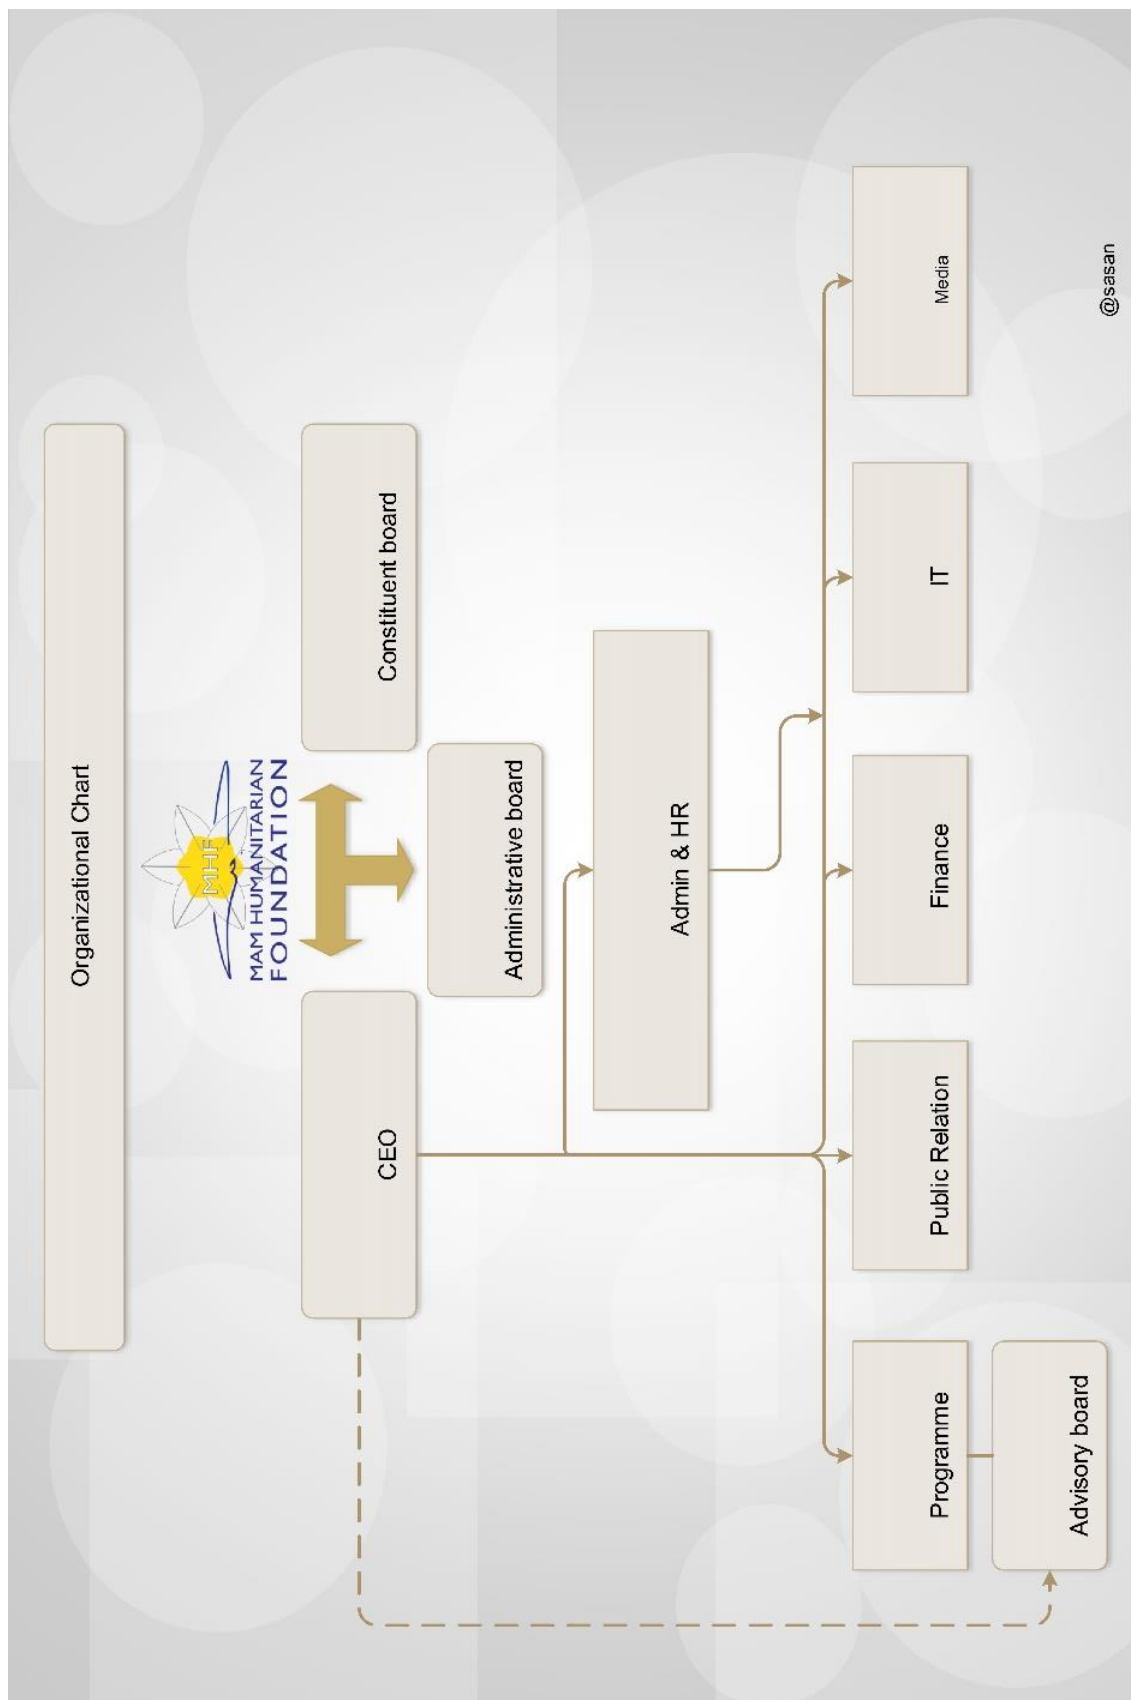 Organizational Chart
MHF
MAM HUMANITARIAN
FOUNDATION
CEO
Constituent board
Administrative board
Admin & HR
Programme
Public Relation
Finance
IT
Media
Advisory board
@sasan